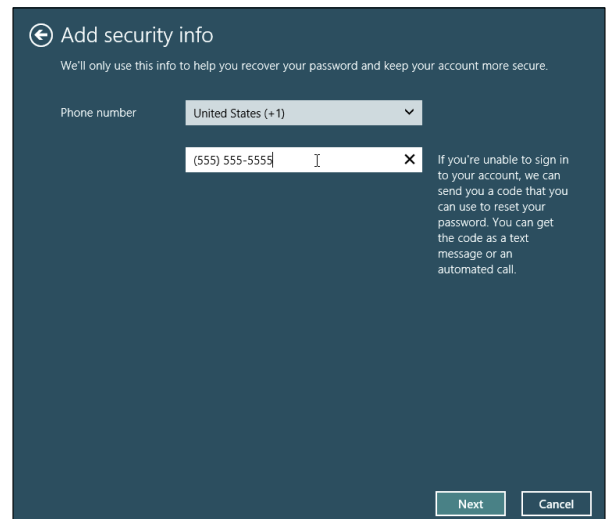 Add security info
We'll only use this info to help you recover your password and keep your account more secure.
Phone number
United States (+1)
(555) 555-5555
If you're unable to sign in
to your account, we can
send you a code that you
can use to reset your
password. You can get
the code as a text
message or an
automated call.
Next
Cancel